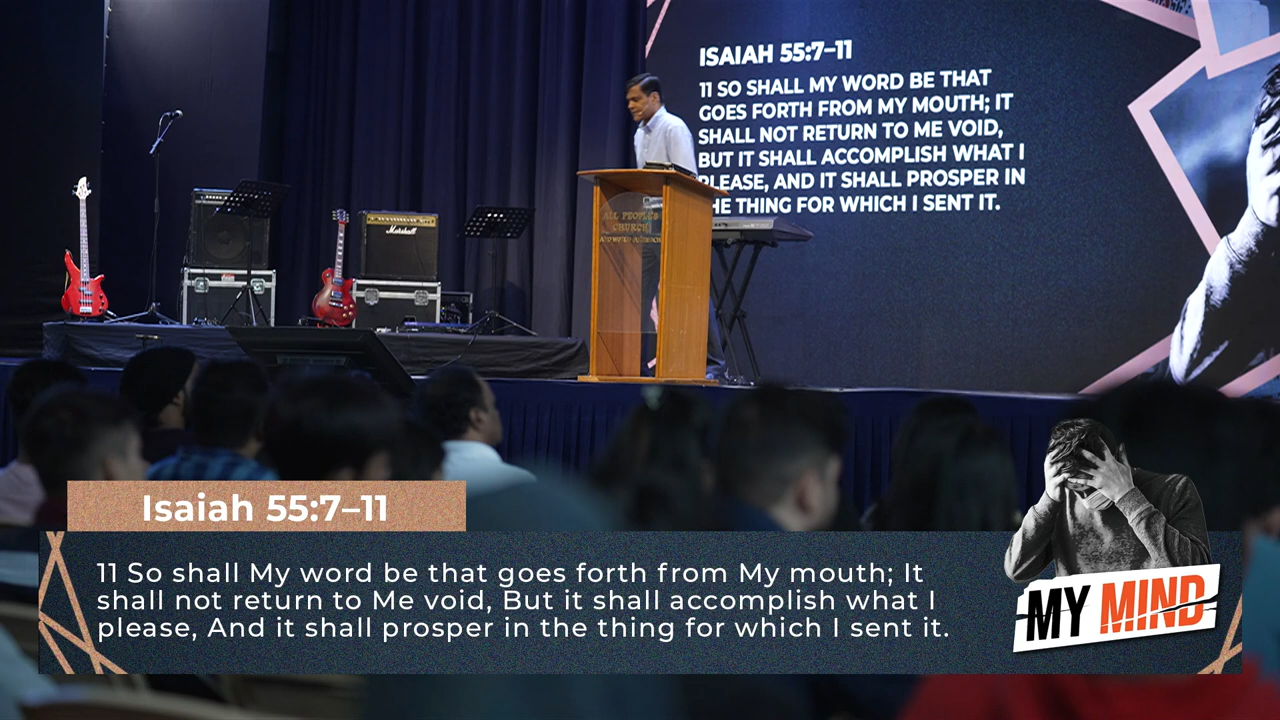 ISAIAH 55:7–11
11 SO SHALL MY WORD BE THAT
GOES FORTH FROM MY MOUTH; IT
SHALL NOT RETURN TO ME VOID,
BUT IT SHALL ACCOMPLISH WHAT I
PLEASE, AND IT SHALL PROSPER IN
THE THING FOR WHICH I SENT IT.
Marshall
ALL PEOPLES
CHURCH
Isaiah 55:7–11
11 So shall My word be that goes forth from My mouth; It
shall not return to Me void, But it shall accomplish what I
please, And it shall prosper in the thing for which I sent it.
MY MIND